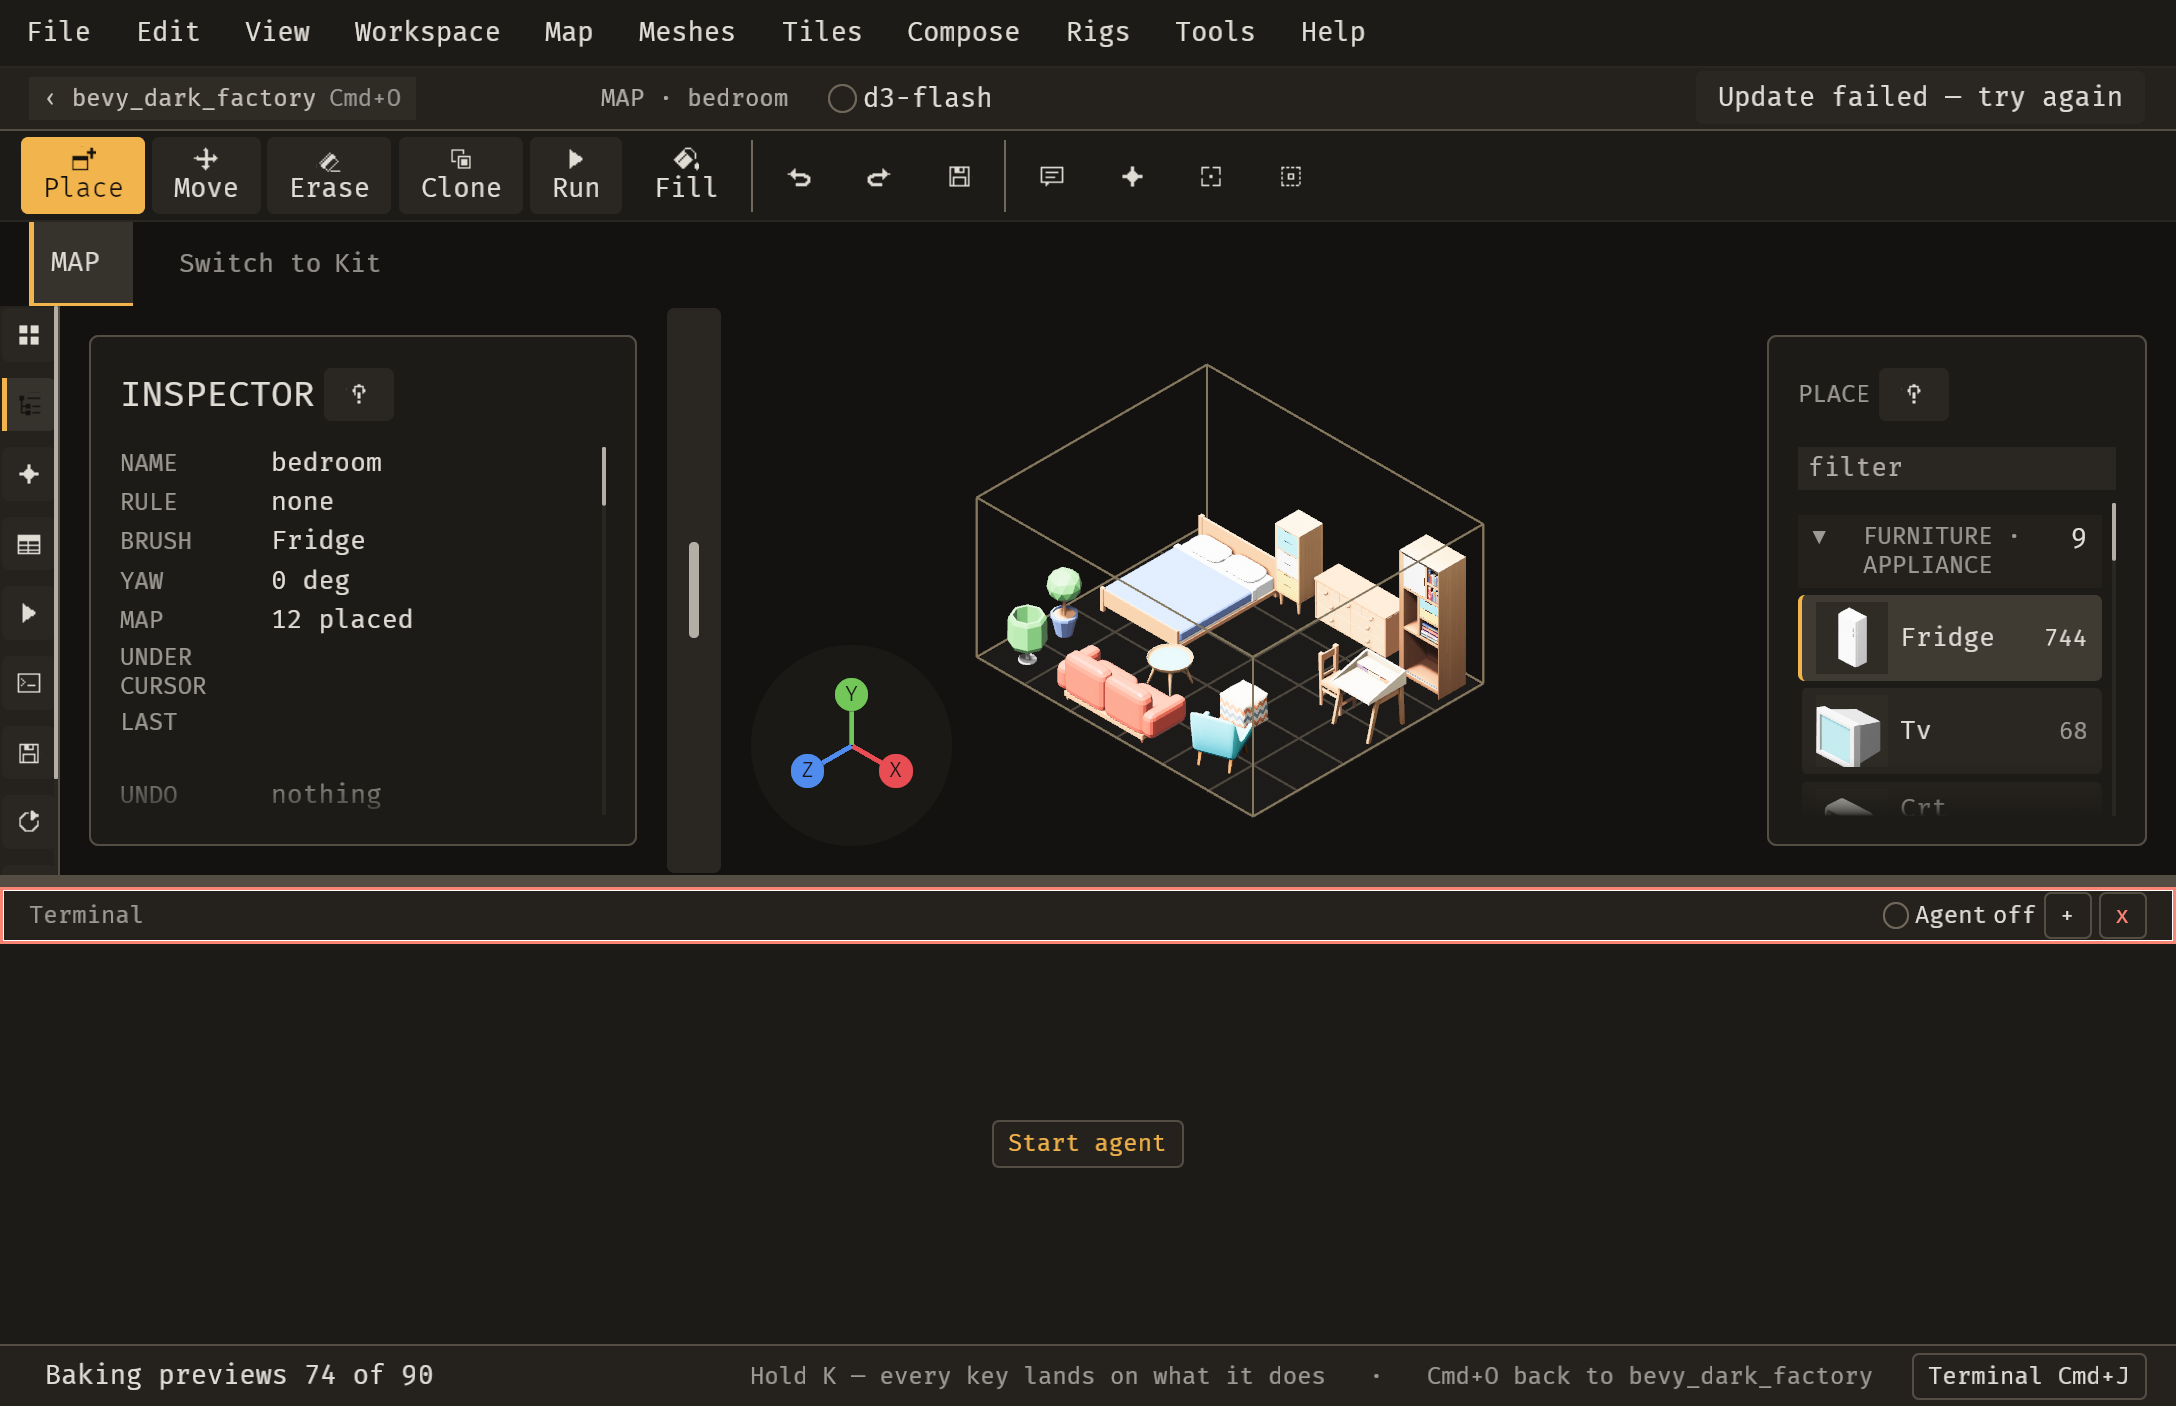 File Edit View Workspace Map Meshes Tiles Compose Rigs Tools Help
‹ bevy_dark_factory Cmd+O MAP · bedroom d3-flash Update failed — try again
Place Move Erase Clone Run Fill
MAP Switch to Kit
INSPECTOR
NAME bedroom
RULE none
BRUSH Fridge
YAW 0 deg
MAP 12 placed
UNDER
CURSOR
LAST
UNDO nothing
Y
Z X
PLACE
filter
▼ FURNITURE · 9
APPLIANCE
Fridge 744
Tv 68
Crt
Terminal Agent off + x
Start agent
Baking previews 74 of 90 Hold K — every key lands on what it does · Cmd+O back to bevy_dark_factory Terminal Cmd+J